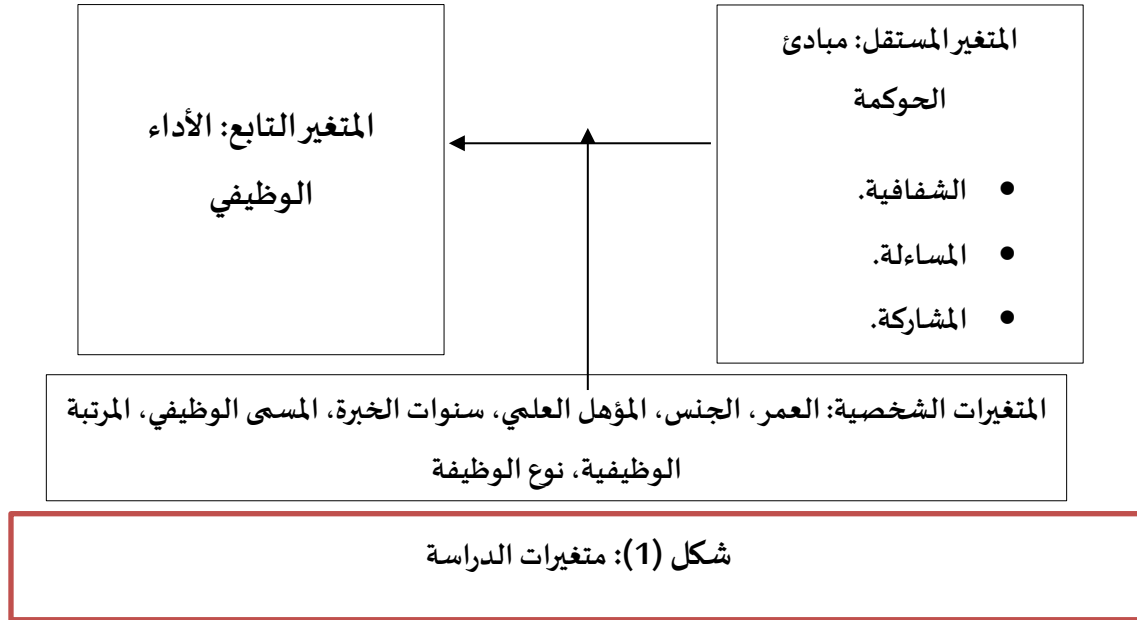 المتغير المستقل: مبادئ
الحوكمة
• الشفافية.
• المساءلة.
• المشاركة.
المتغير التابع: الأداء
الوظيفي
المتغيرات الشخصية: العمر، الجنس، المؤهل العلمي، سنوات الخبرة، المسمى الوظيفي، المرتبة
الوظيفية، نوع الوظيفة
شكل (1): متغيرات الدراسة